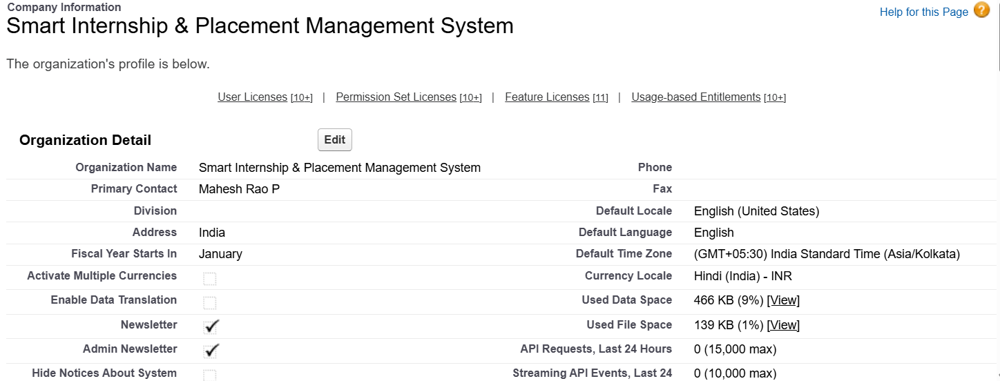 Company Information
Help for this Page
Smart Internship & Placement Management System
The organization's profile is below.
User Licenses [10+] | Permission Set Licenses [10+] | Feature Licenses [11] | Usage-based Entitlements [10+]
Organization Detail Edit
Organization Name Smart Internship & Placement Management System Phone
Primary Contact Mahesh Rao P Fax
Division Default Locale English (United States)
Address India Default Language English
Fiscal Year Starts In January Default Time Zone (GMT+05:30) India Standard Time (Asia/Kolkata)
Activate Multiple Currencies Currency Locale Hindi (India) - INR
Enable Data Translation Used Data Space 466 KB (9%) [View]
Newsletter Used File Space 139 KB (1%) [View]
Admin Newsletter API Requests, Last 24 Hours 0 (15,000 max)
Hide Notices About System Streaming API Events, Last 24 0 (10,000 max)